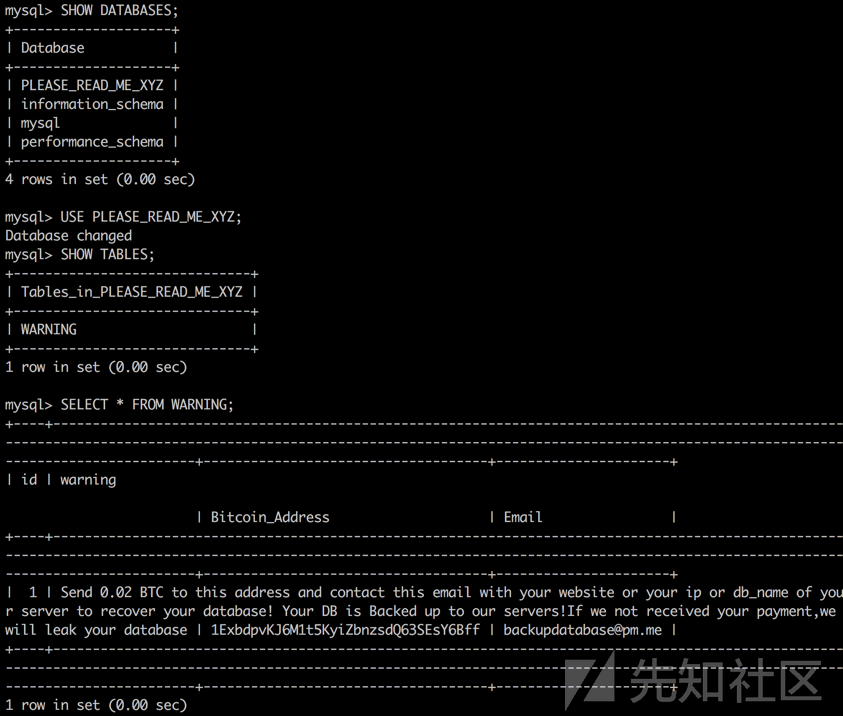 mysql> SHOW DATABASES;
+--------------------+
| Database           |
+--------------------+
| PLEASE_READ_ME_XYZ |
| information_schema |
| mysql              |
| performance_schema |
+--------------------+
4 rows in set (0.00 sec)

mysql> USE PLEASE_READ_ME_XYZ;
Database changed
mysql> SHOW TABLES;
+------------------------------+
| Tables_in_PLEASE_READ_ME_XYZ |
+------------------------------+
| WARNING                      |
+------------------------------+
1 row in set (0.00 sec)

mysql> SELECT * FROM WARNING;
+----+----------------------------------------------------------------------------------------------------
----------------------------------------------------------------------------------------------------------
------------------------+------------------------------------+----------------------+
| id | warning
                        | Bitcoin_Address                    | Email                |
+----+----------------------------------------------------------------------------------------------------
----------------------------------------------------------------------------------------------------------
------------------------+------------------------------------+----------------------+
|  1 | Send 0.02 BTC to this address and contact this email with your website or your ip or db_name of you
r server to recover your database! Your DB is Backed up to our servers!If we not received your payment,we
will leak your database | 1ExbdpvKJ6M1t5KyiZbnzsdQ63SEsY6Bff | backupdatabase@pm.me |
+----+----------------------------------------------------------------------------------------------------
----------------------------------------------------------------------------------------------------------
------------------------+------------------------------------+----------------------+
先知社区
1 row in set (0.00 sec)